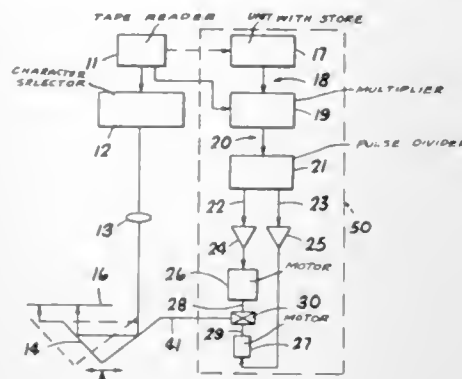 TAPE READER
UNIT WITH STORE
11
17
CHARACTER
SELECTOR
18
MULTIPLIER
12
19
20
PULSE DIVIDER
21
22
23
13
50
24
25
16
26
MOTOR
28
30
14
41
29
MOTOR
27